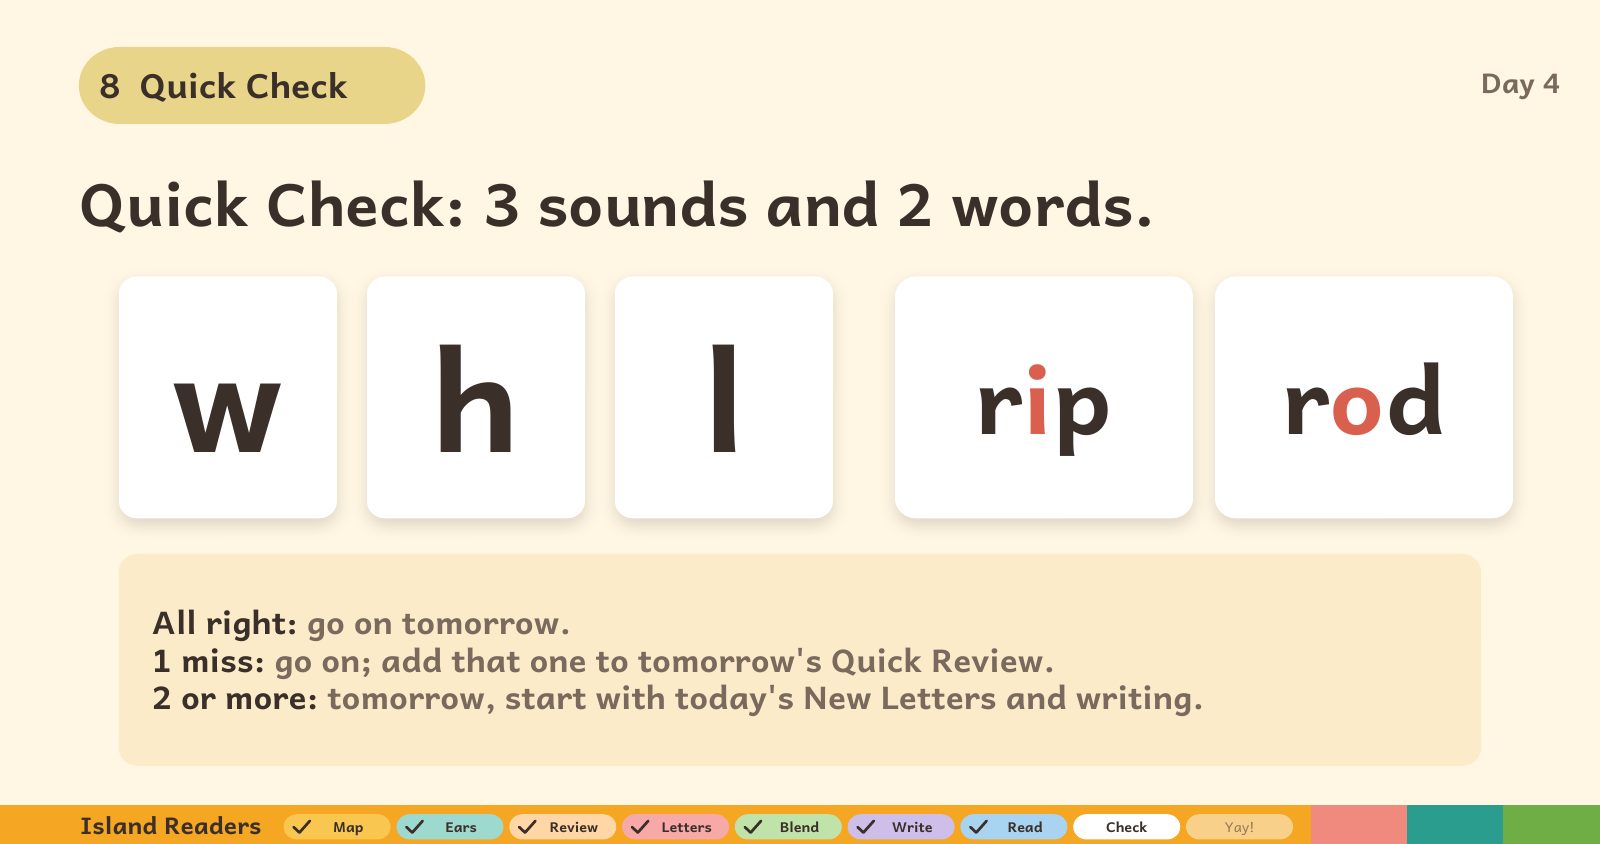 8 Quick Check
Day 4
Quick Check: 3 sounds and 2 words.
w h l rip rod
All right: go on tomorrow.
1 miss: go on; add that one to tomorrow's Quick Review.
2 or more: tomorrow, start with today's New Letters and writing.
Island Readers Map Ears Review Letters Blend Write Read Check Yay!